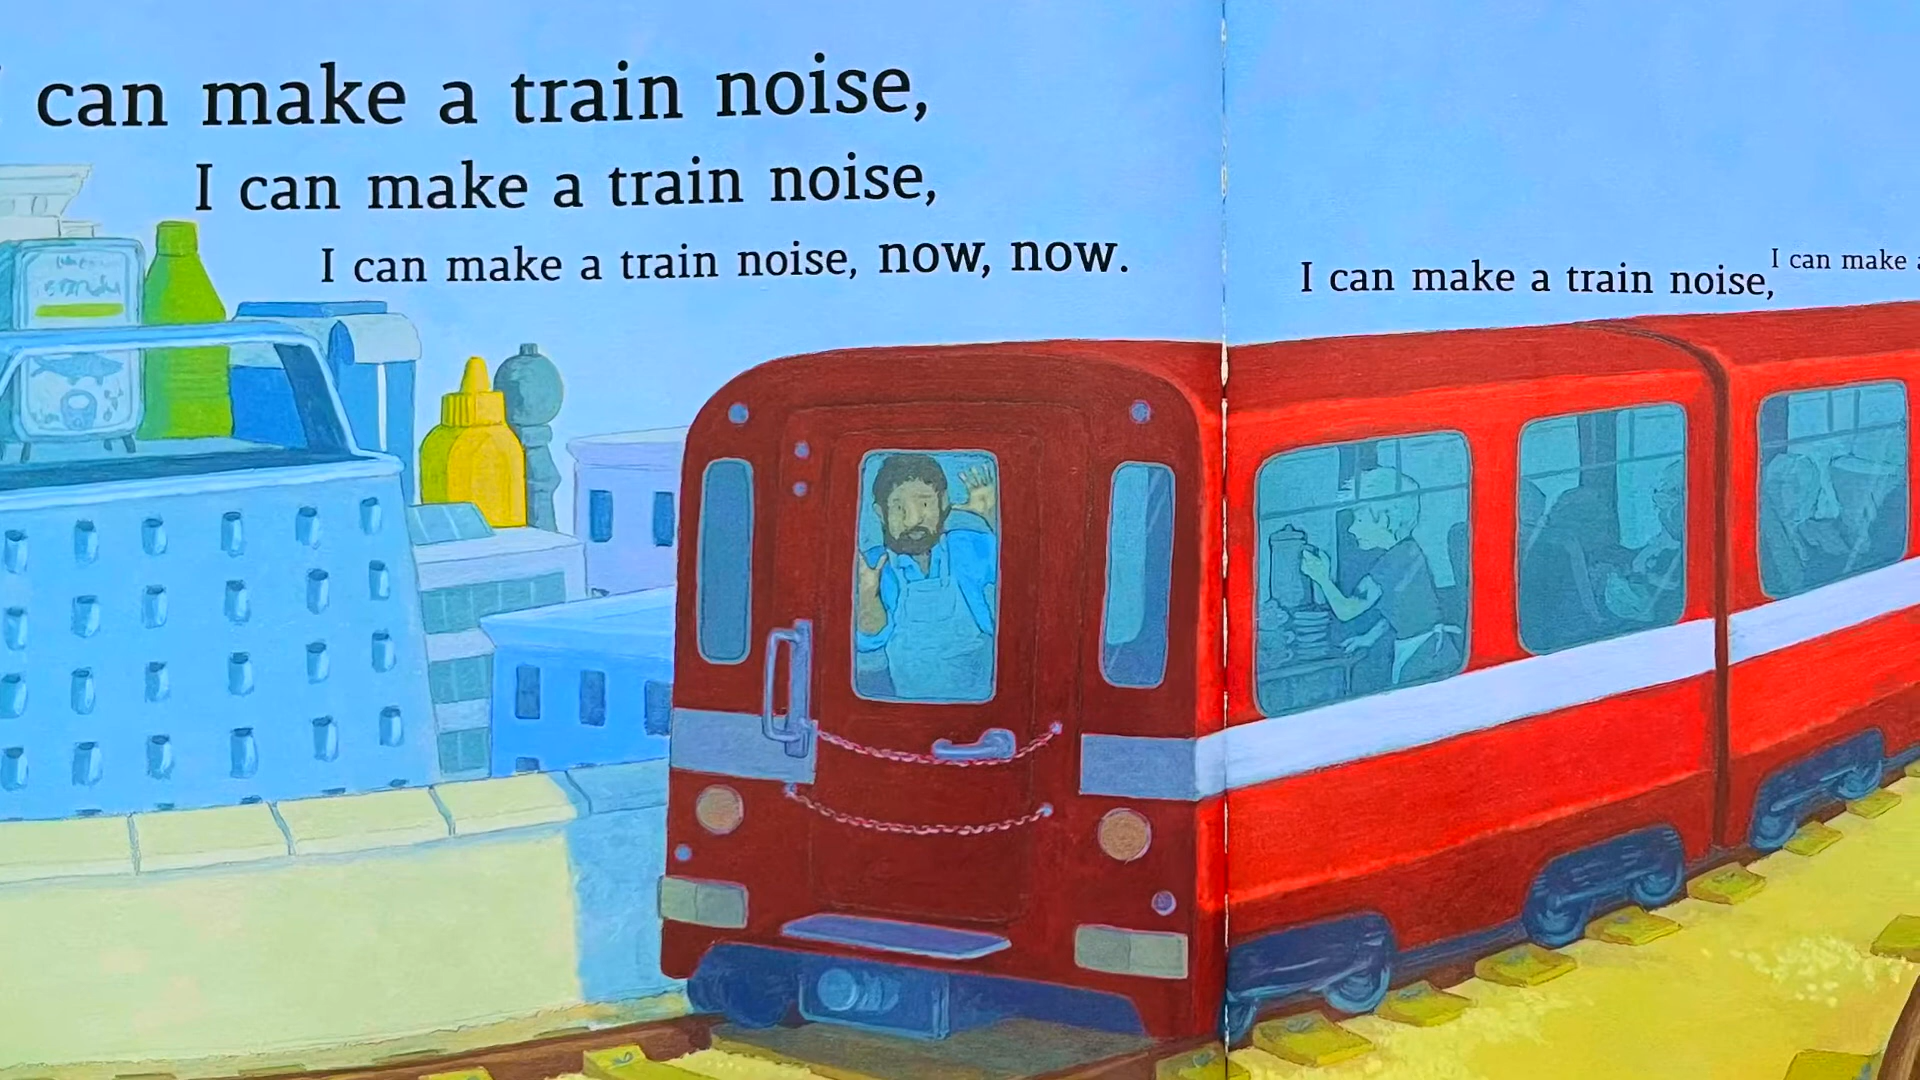 can make a train noise,
I can make a train noise,
I can make a train noise, now, now.
I can make a train noise,
I can make